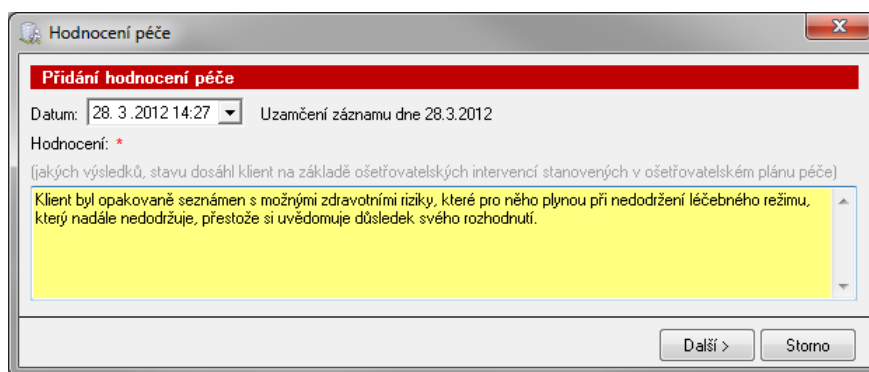 Hodnocení péče
Přidání hodnocení péče
Datum: 28. 3 .2012 14:27 Uzamčení záznamu dne 28.3.2012
Hodnocení: *
(jakých výsledků, stavu dosáhl klient na základě ošetřovatelských intervencí stanovených v ošetřovatelském plánu péče)
Klient byl opakovaně seznámen s možnými zdravotními riziky, které pro něho plynou při nedodržení léčebného režimu,
který nadále nedodržuje, přestože si uvědomuje důsledek svého rozhodnutí.
Další > Storno